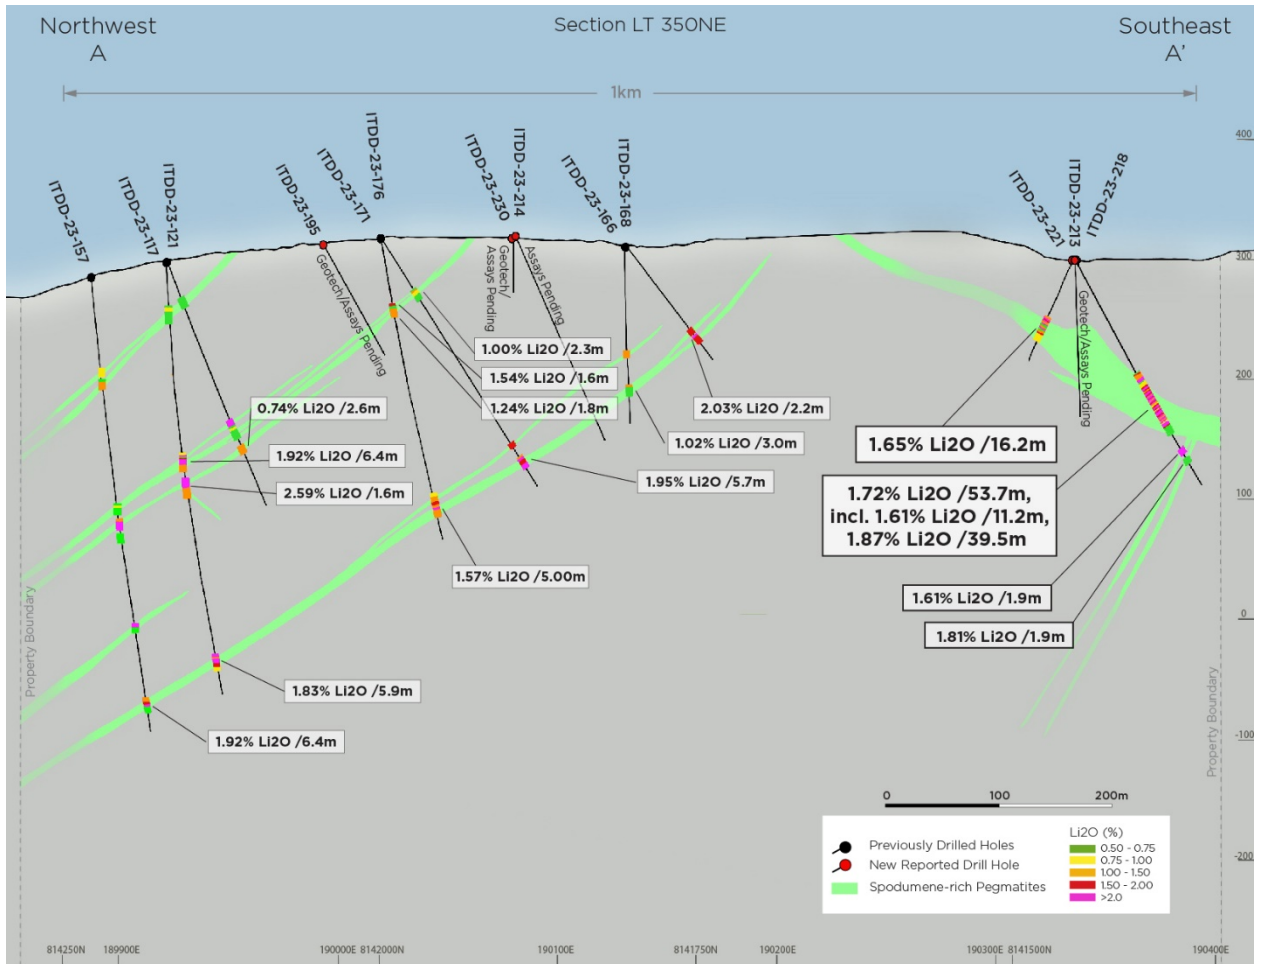 Northwest
A
Section LT 350NE
Southeast
A'
1km
400
300
200
100
0
-100
-200
ITDD-23-157
ITDD-23-117
ITDD-23-121
ITDD-23-195
ITDD-23-171
ITDD-23-176
ITDD-23-230
ITDD-23-214
ITDD-23-166
ITDD-23-168
ITDD-23-221
ITDD-23-213
ITDD-23-218
Geotech/Assays Pending
Geotech/
Assays Pending
Assays Pending
Geotech/Assays Pending
1.00% Li2O /2.3m
1.54% Li2O /1.6m
1.24% Li2O /1.8m
0.74% Li2O /2.6m
1.92% Li2O /6.4m
2.59% Li2O /1.6m
2.03% Li2O /2.2m
1.02% Li2O /3.0m
1.95% Li2O /5.7m
1.57% Li2O /5.00m
1.65% Li2O /16.2m
1.72% Li2O /53.7m,
incl. 1.61% Li2O /11.2m,
1.87% Li2O /39.5m
1.61% Li2O /1.9m
1.81% Li2O /1.9m
1.83% Li2O /5.9m
1.92% Li2O /6.4m
Property Boundary
Property Boundary
0 100 200m
Previously Drilled Holes
New Reported Drill Hole
Spodumene-rich Pegmatites
Li2O (%)
0.50 - 0.75
0.75 - 1.00
1.00 - 1.50
1.50 - 2.00
>2.0
814250N 189900E 190000E 8142000N 190100E 8141750N 190200E 190300E 8141500N 190400E